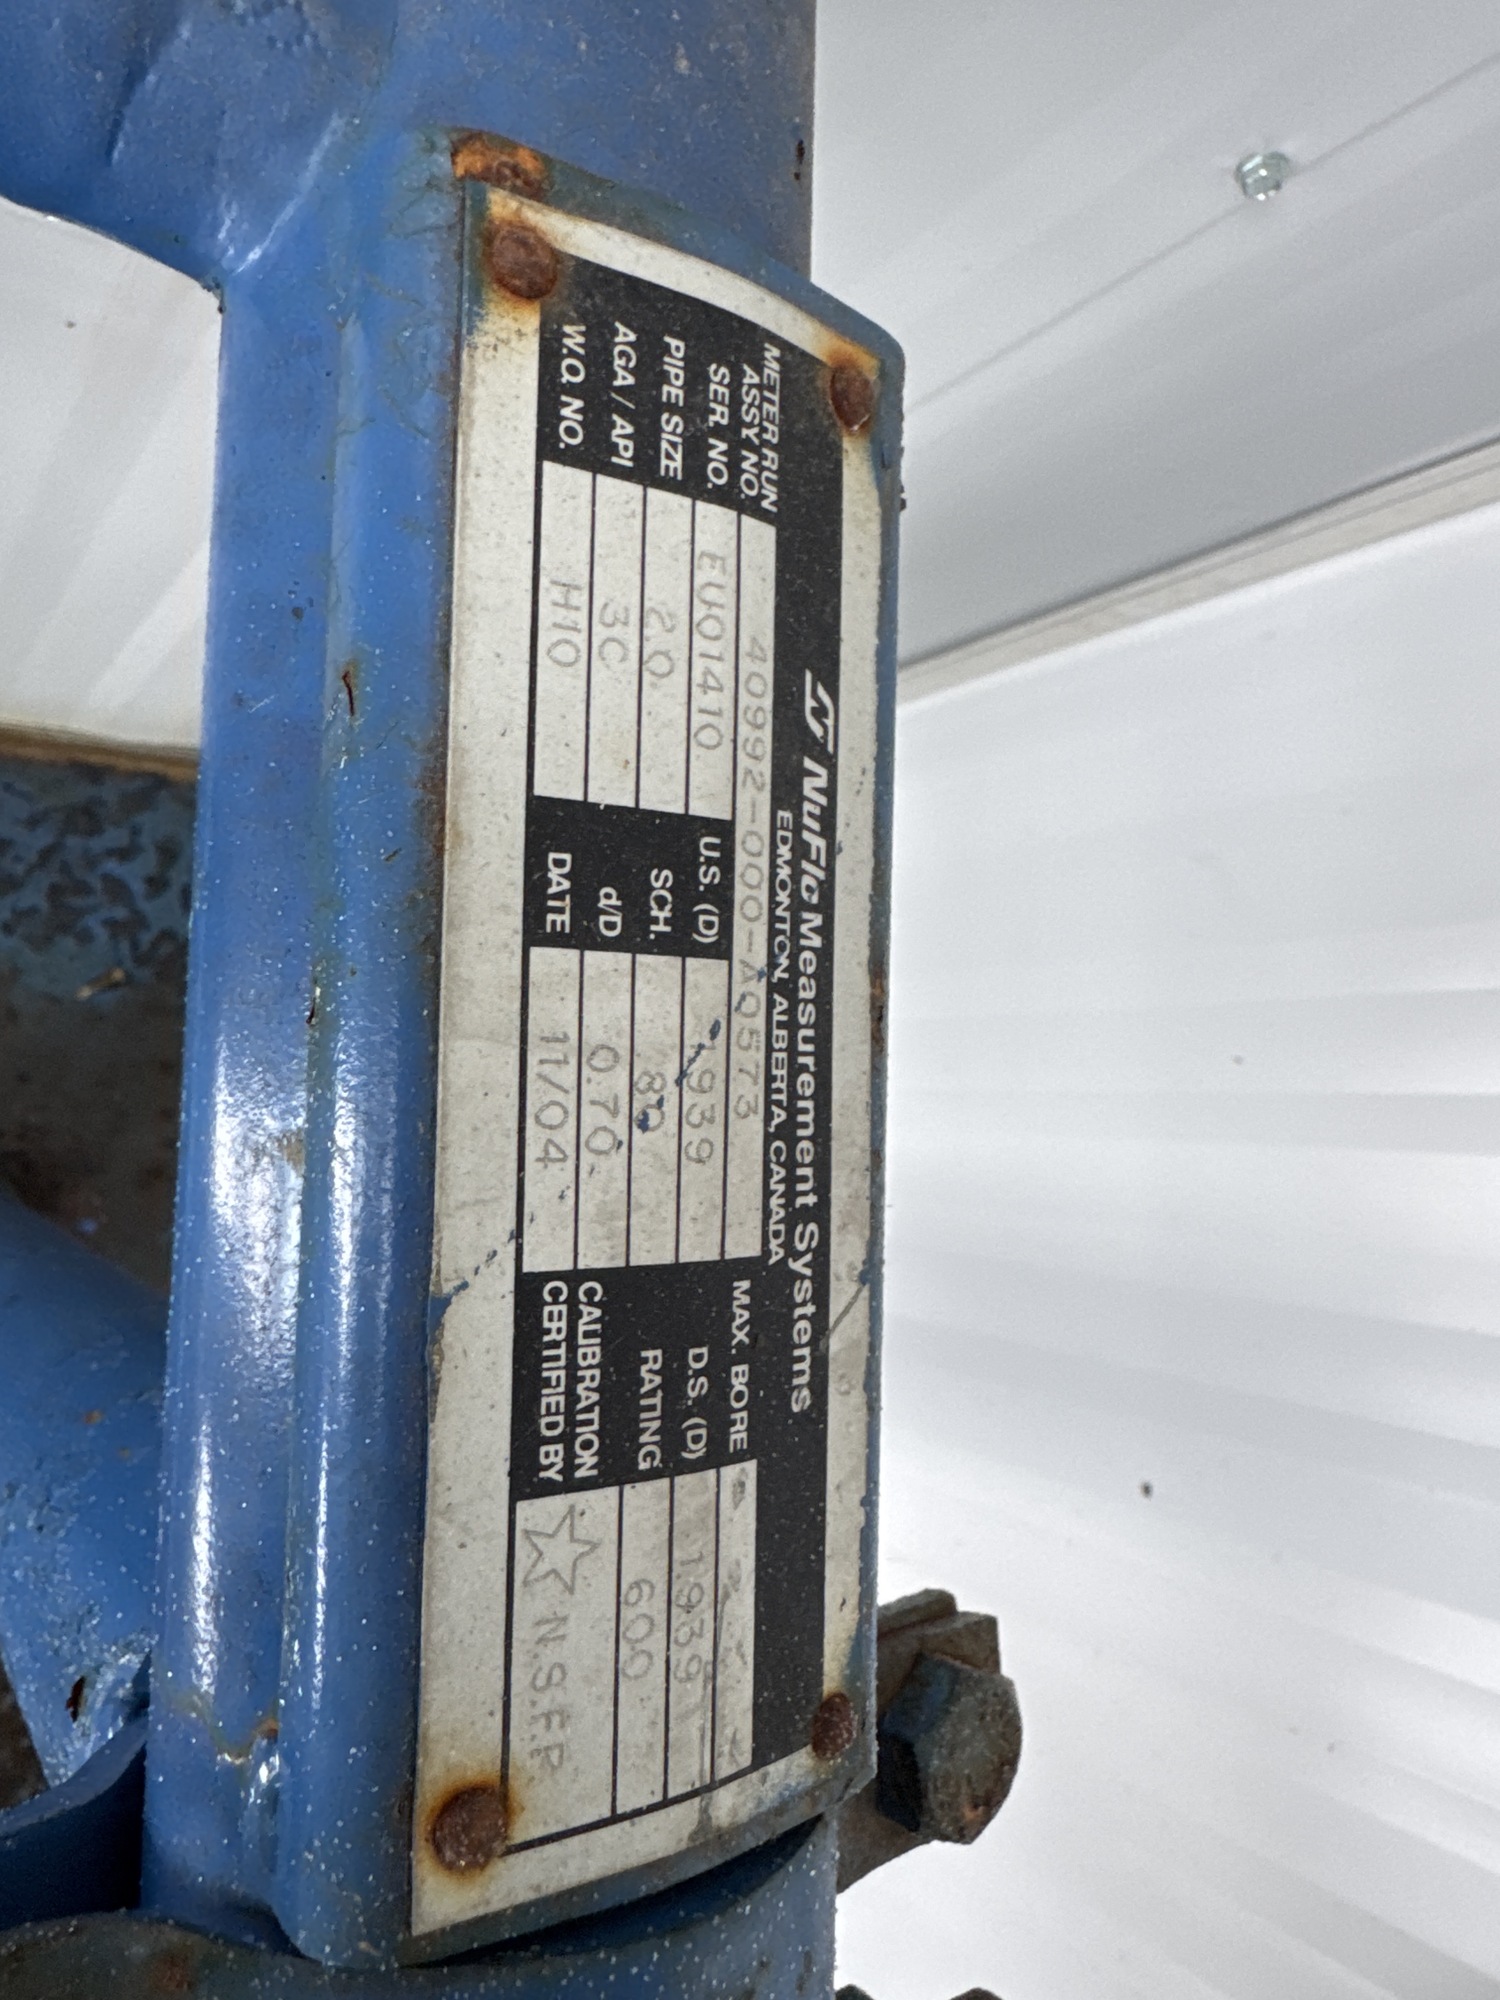 NuFlo Measurement Systems
EDMONTON, ALBERTA, CANADA
METER RUN ASSY NO. 40992-000-A0573 MAX. BORE
SER. NO. EU01410 U.S. (D) 1.939 D.S. (D) 1.939
PIPE SIZE 2.0 SCH. 80 RATING 600
AGA / API 3C d/D 0.70 CALIBRATION
W.O. NO. H10 DATE 11/04 CERTIFIED BY N.S.F.P